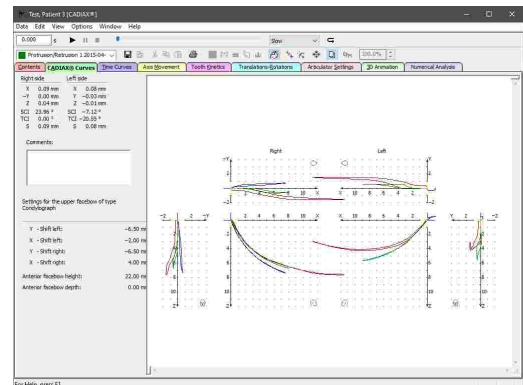 Test, Patient 3 [CADIAX®]
Data Edit View Options Window Help
0.000 s Slow
Protrusion/Retrusion 1 2015-04- 100.0%
Contents CADIAX® Curves Time Curves Axis Movement Tooth Kinetics Translations-Rotations Articulator Settings 3D Animation Numerical Analysis
Right side Left side
X 0.09 mm X 0.08 mm
-Y 0.00 mm Y -0.03 mm
Z 0.04 mm Z -0.01 mm
SCI 23.96 ° SCI -7.12 °
TCI 0.00 ° TCI -20.55 °
S 0.09 mm S 0.08 mm
Comments:
Right Left
Settings for the upper facebow of type
Condylograph
Y - Shift left: -6.50 mm
X - Shift left: -2.00 mm
Y - Shift right: -6.50 mm
X - Shift right: 4.00 mm
Anterior facebow height: 22.00 mm
Anterior facebow depth: 0.00 mm
For Help, press F1